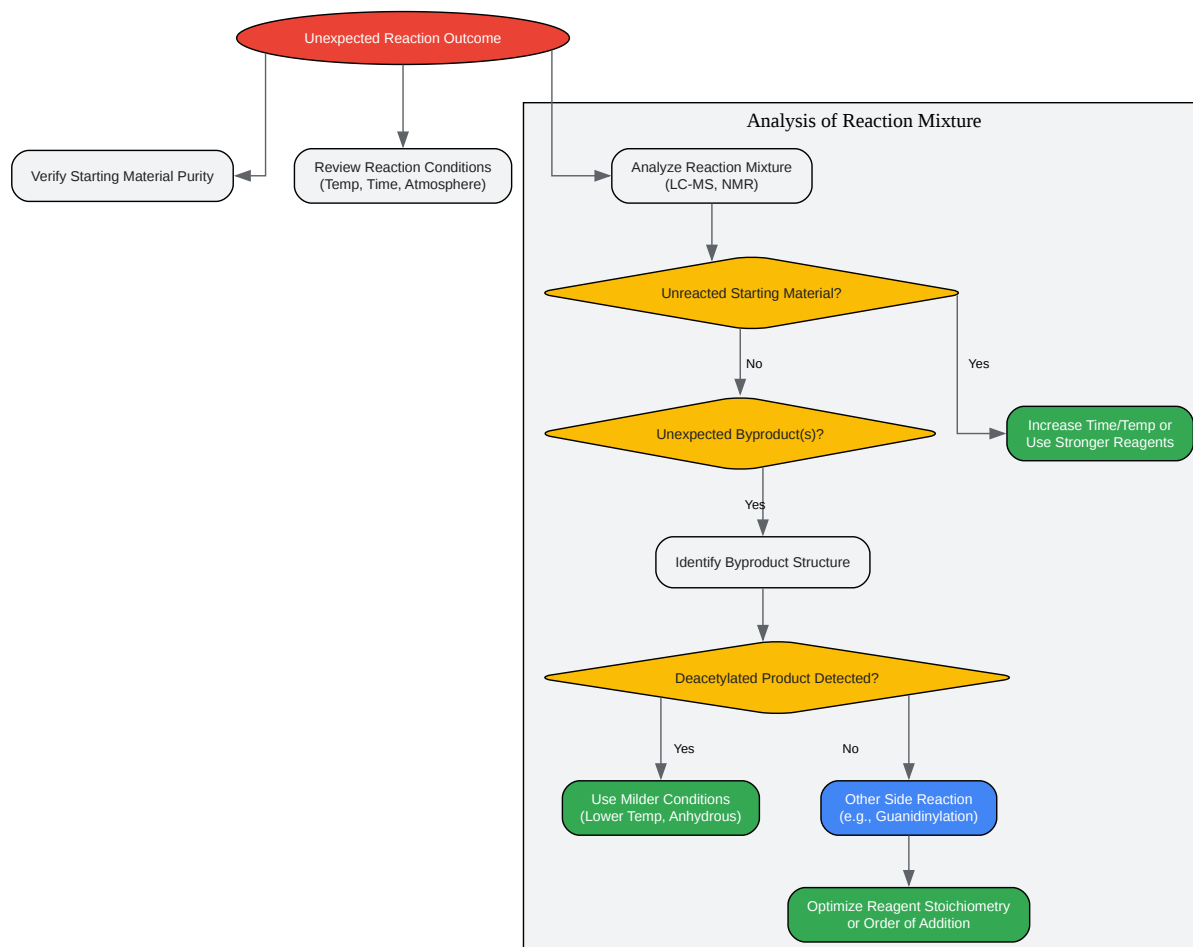 Unexpected Reaction Outcome
Analysis of Reaction Mixture
Verify Starting Material Purity
Review Reaction Conditions
(Temp, Time, Atmosphere)
Analyze Reaction Mixture
(LC-MS, NMR)
Unreacted Starting Material?
No
Yes
Unexpected Byproduct(s)?
Increase Time/Temp or
Use Stronger Reagents
Yes
Identify Byproduct Structure
Deacetylated Product Detected?
Yes
No
Use Milder Conditions
(Lower Temp, Anhydrous)
Other Side Reaction
(e.g., Guanidinylation)
Optimize Reagent Stoichiometry
or Order of Addition